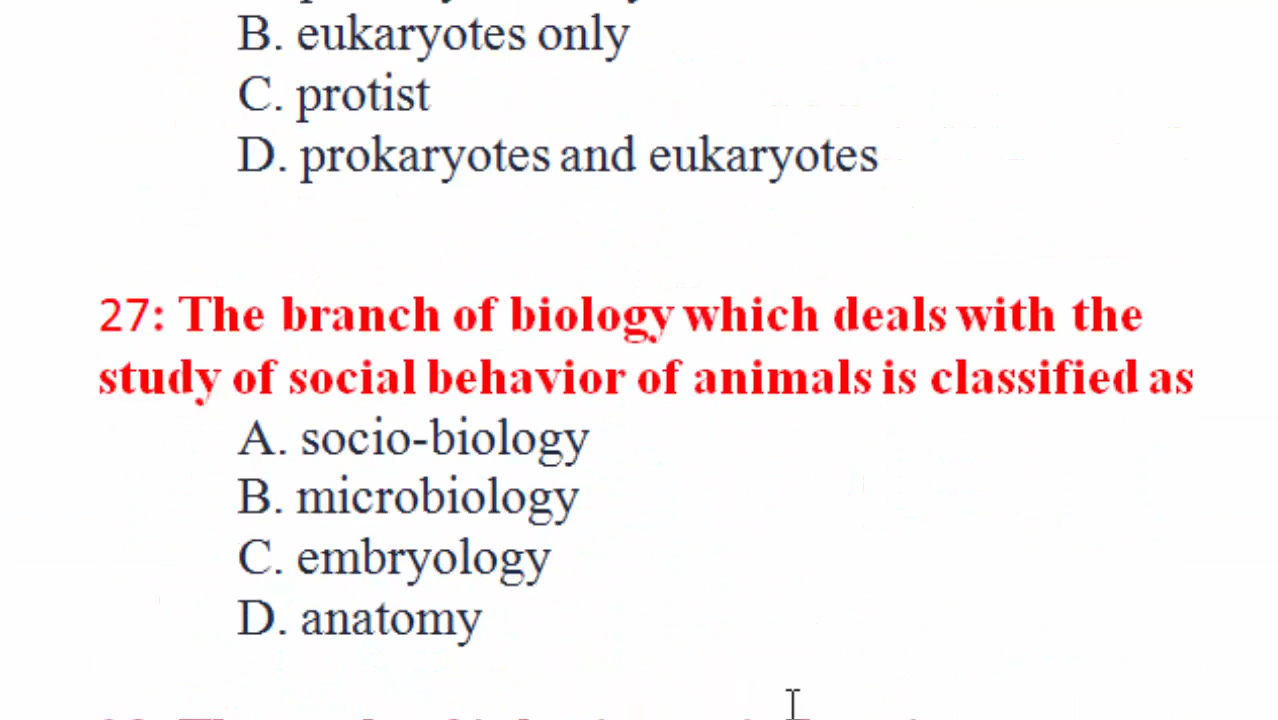 B. eukaryotes only
C. protist
D. prokaryotes and eukaryotes
27: The branch of biology which deals with the
study of social behavior of animals is classified as
A. socio-biology
B. microbiology
C. embryology
D. anatomy